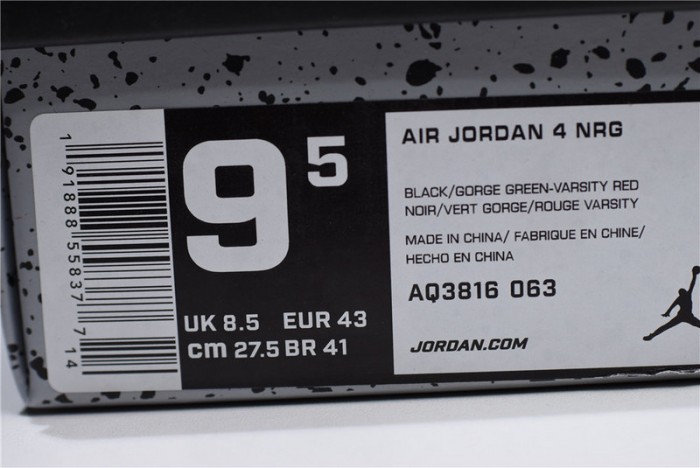 1 91888 55837 7 14
9 5
UK 8.5 EUR 43
cm 27.5 BR 41
AIR JORDAN 4 NRG
BLACK/GORGE GREEN-VARSITY RED
NOIR/VERT GORGE/ROUGE VARSITY
MADE IN CHINA/ FABRIQUE EN CHINE/
HECHO EN CHINA
AQ3816 063
JORDAN.COM